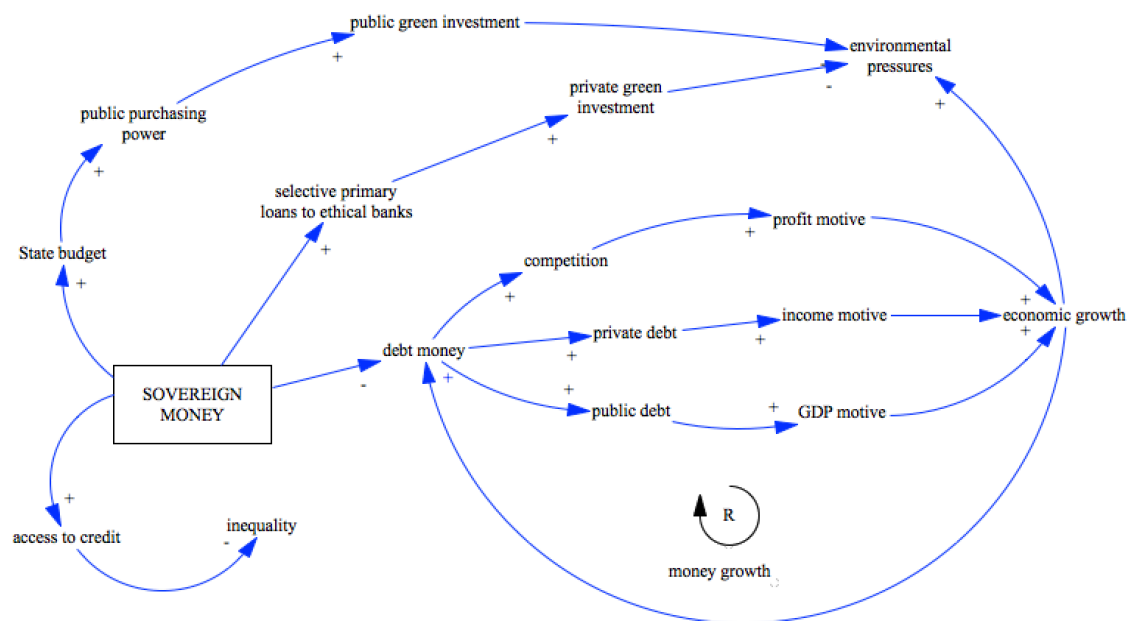 public green investment
+
environmental
pressures
-
-
+
private green
investment
+
public purchasing
power
+
selective primary
loans to ethical banks
+
State budget
+
competition
+
profit motive
+
debt money
+
private debt
+
income motive
+
economic growth
+
+
SOVEREIGN
MONEY
-
public debt
+
GDP motive
+
access to credit
+
inequality
-
R
money growth